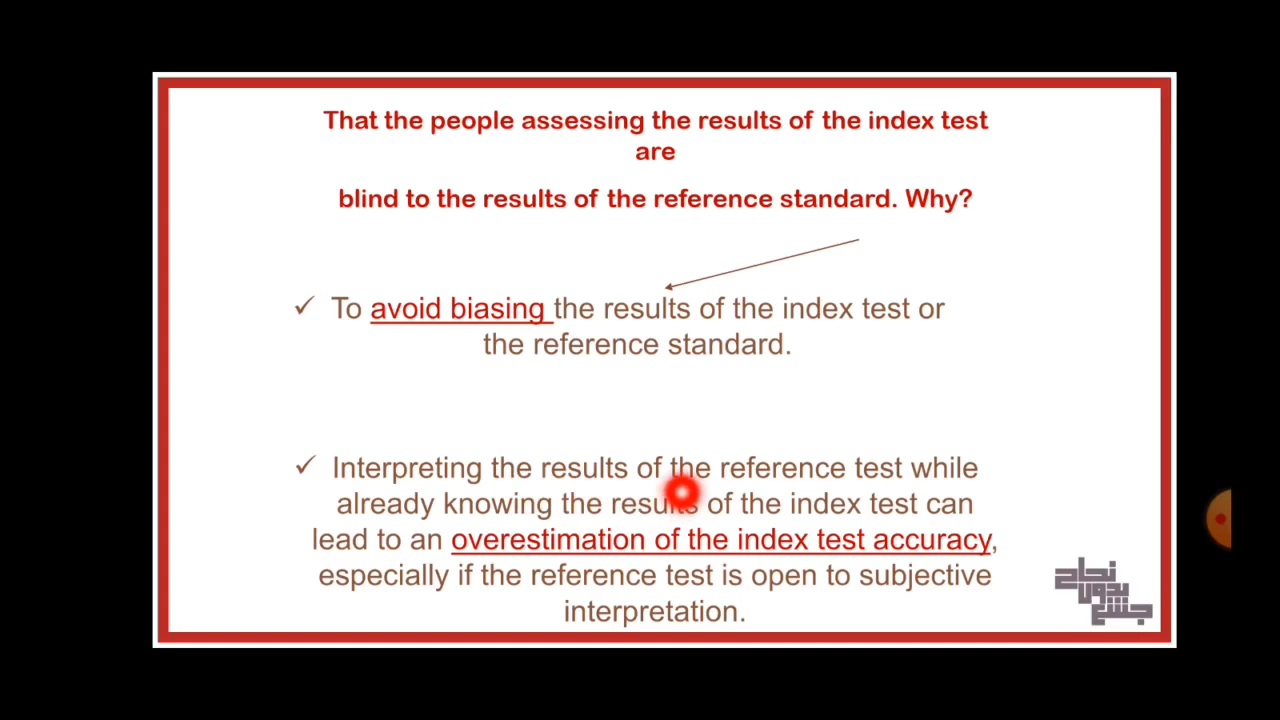 That the people assessing the results of the index test
are
blind to the results of the reference standard. Why?
✓ To avoid biasing the results of the index test or
the reference standard.
✓ Interpreting the results of the reference test while
already knowing the results of the index test can
lead to an overestimation of the index test accuracy,
especially if the reference test is open to subjective
interpretation.
نجاح
بدون
جشع